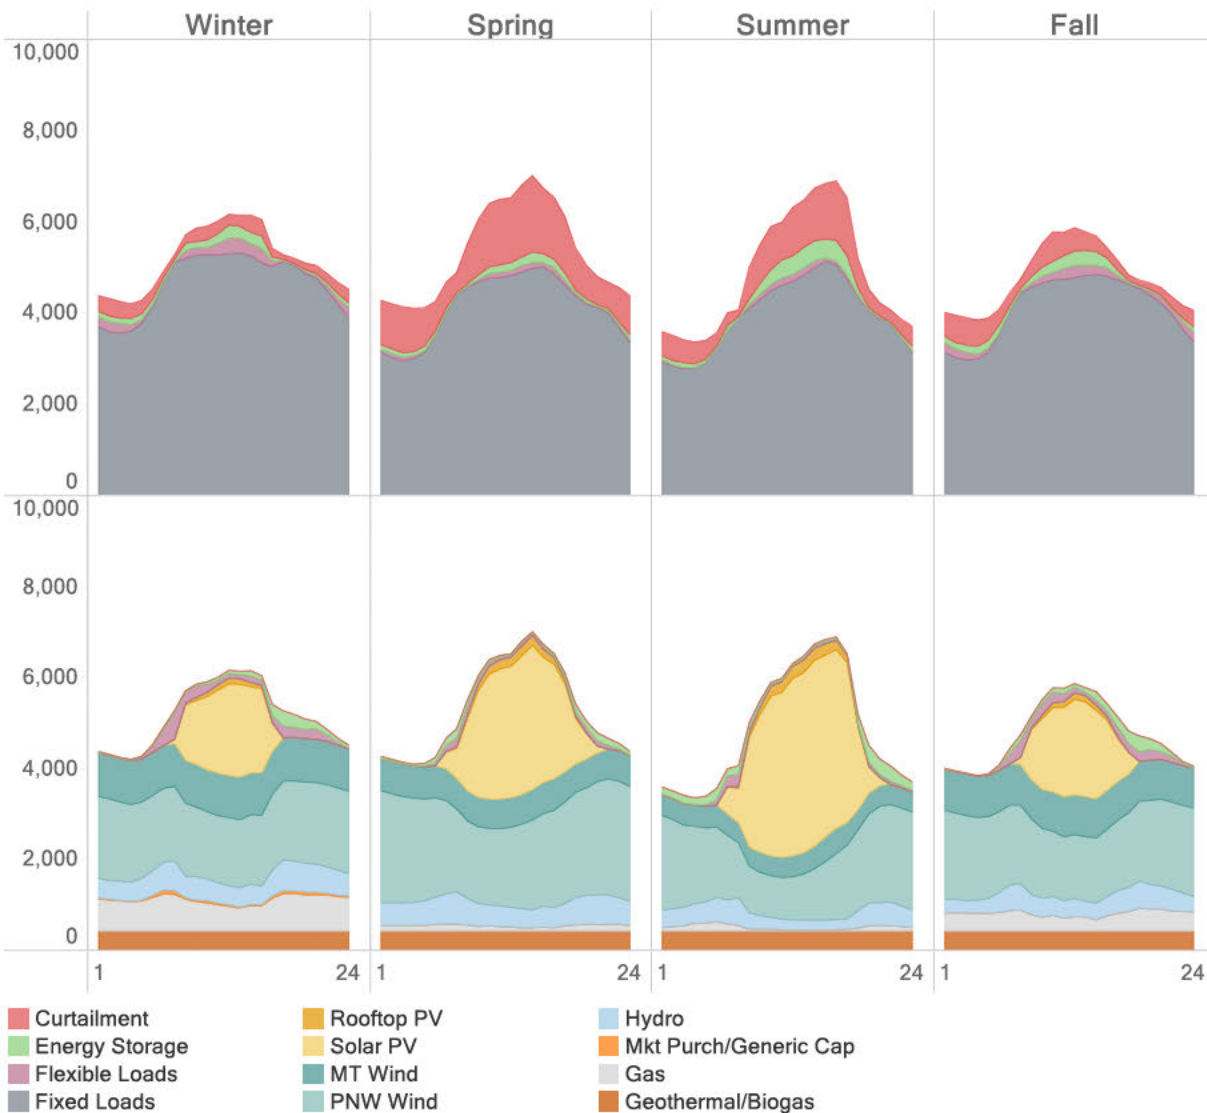 Winter Spring Summer Fall
10,000
8,000
6,000
4,000
2,000
0
10,000
8,000
6,000
4,000
2,000
0
1 24 1 24 1 24 1 24
Curtailment Rooftop PV Hydro
Energy Storage Solar PV Mkt Purch/Generic Cap
Flexible Loads MT Wind Gas
Fixed Loads PNW Wind Geothermal/Biogas